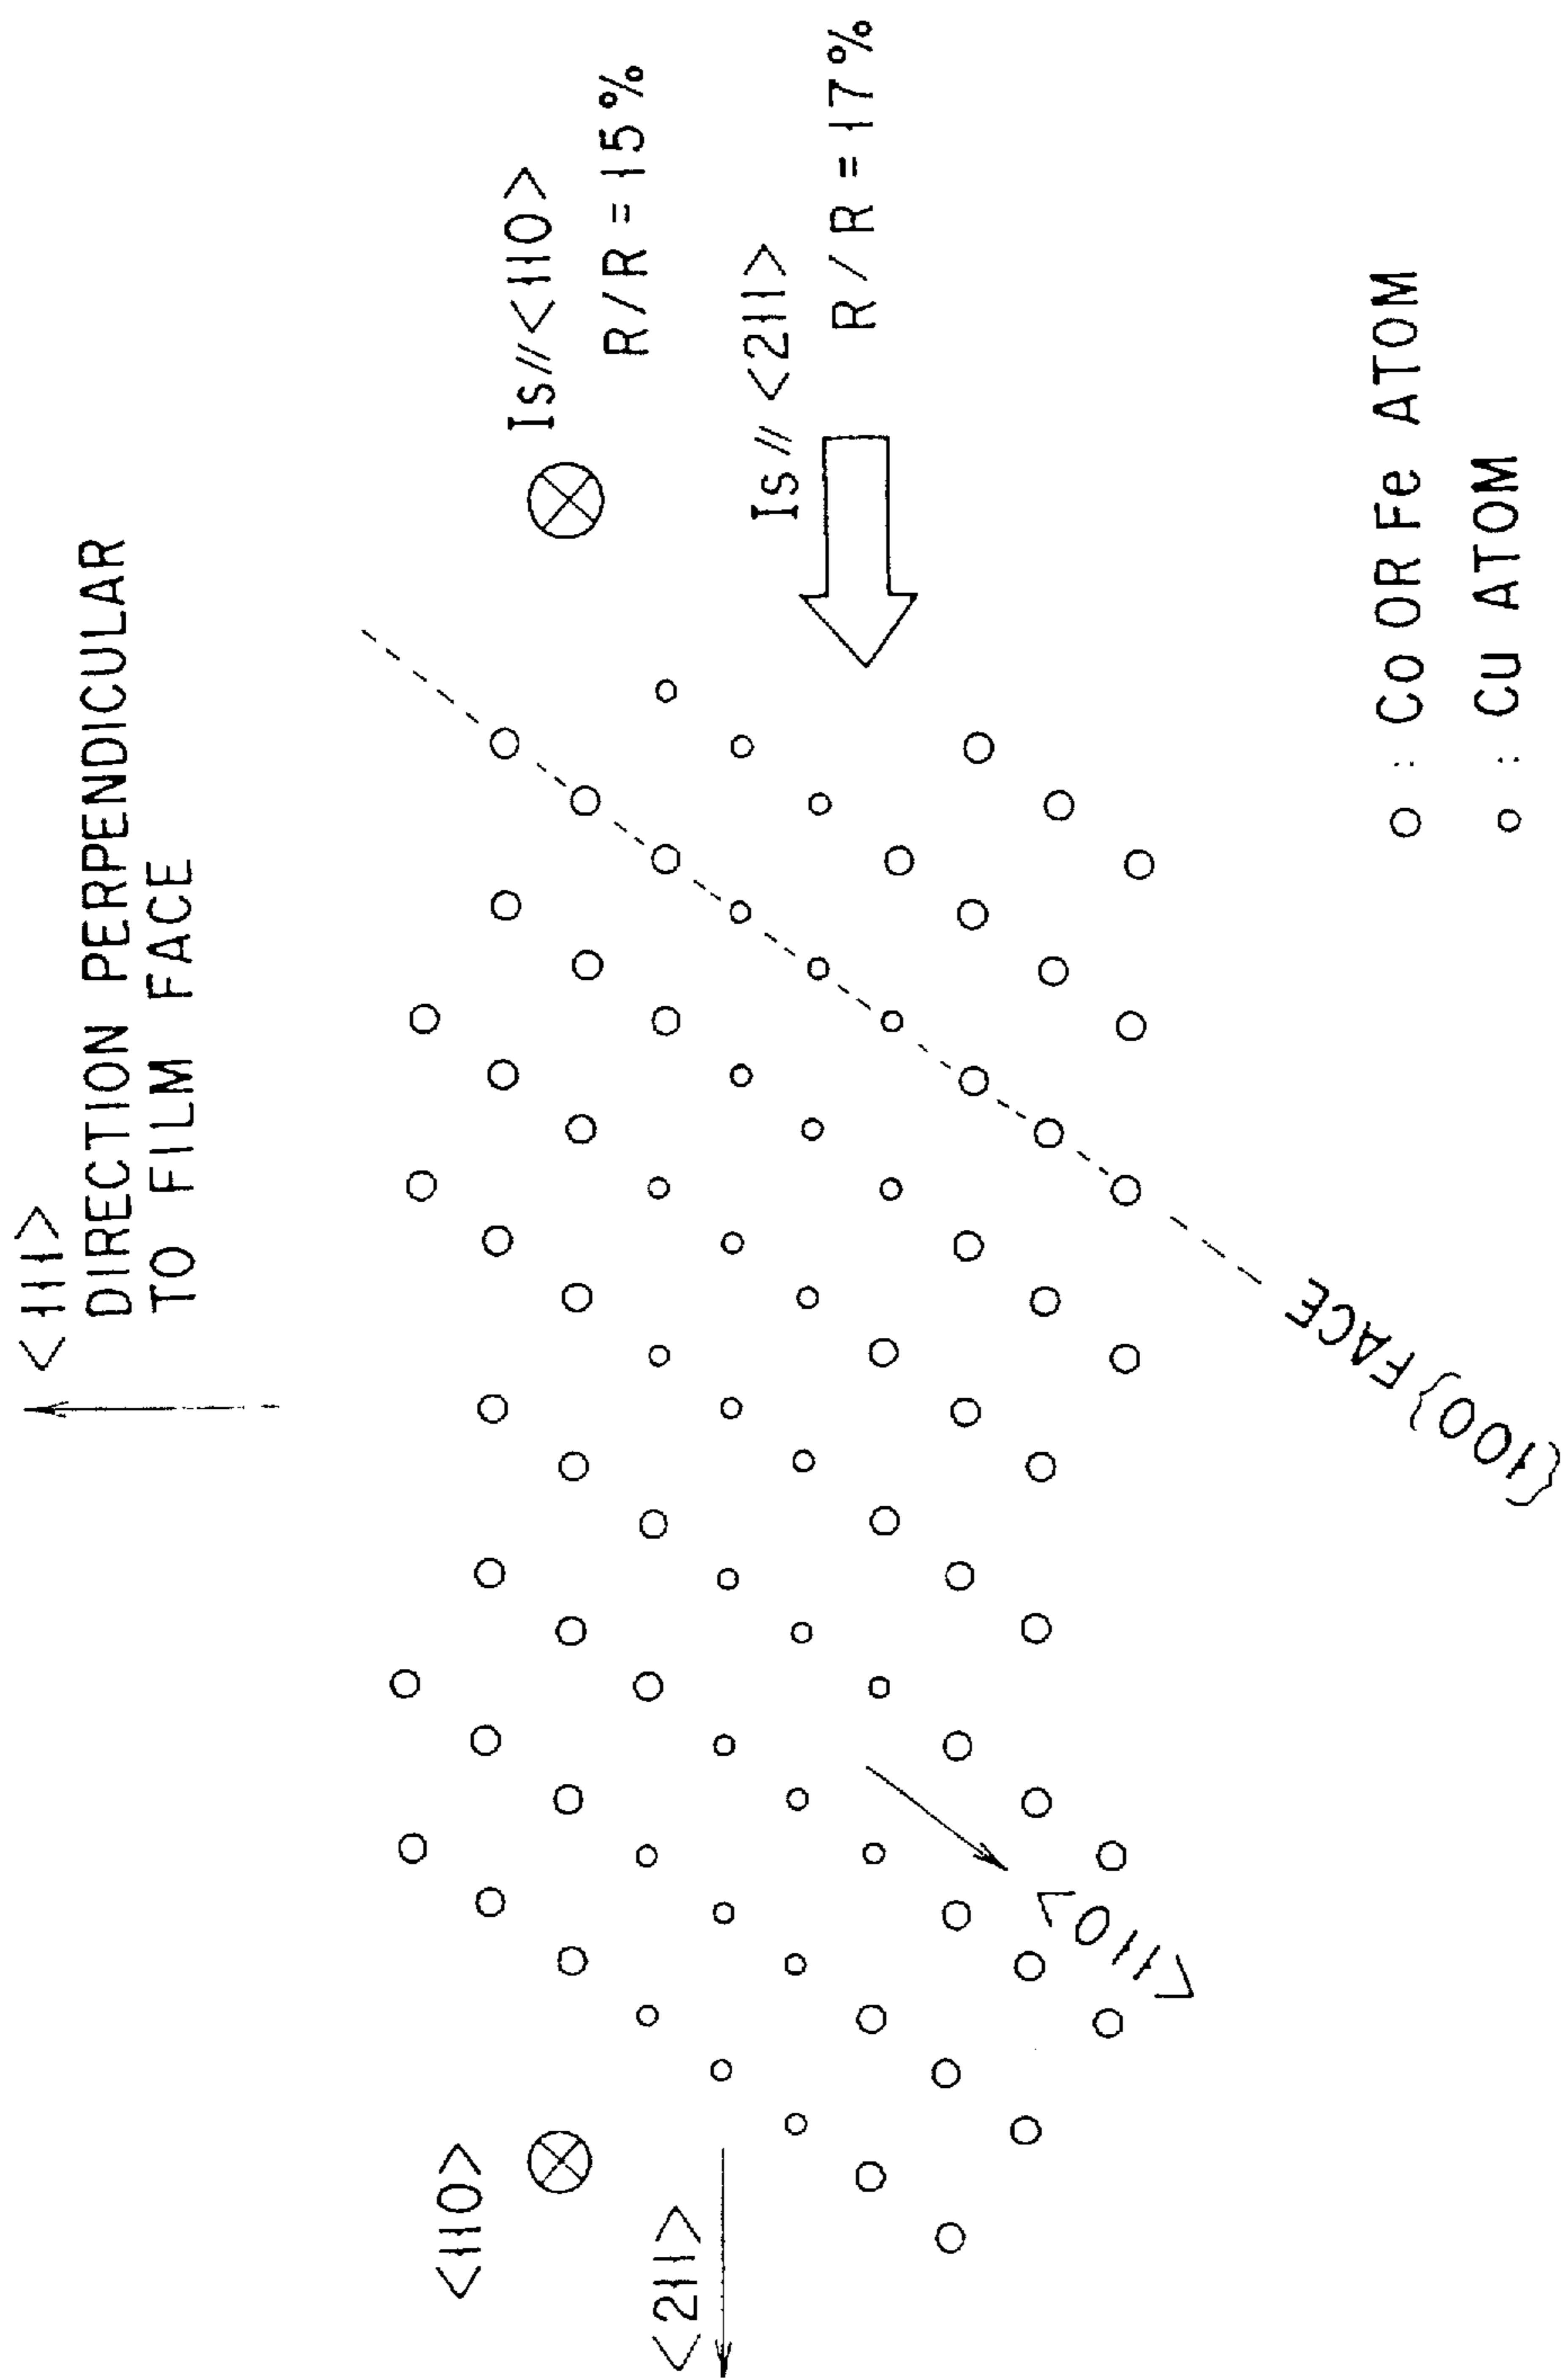 <111>
DIRECTION PERPENDICULAR
TO FILM FACE
Is//<110>
R/R=15%
Is//<211>
R/R=17%
<110>
<211>
<110>
{100} FACE
○ : Co OR Fe ATOM
○ : Cu ATOM